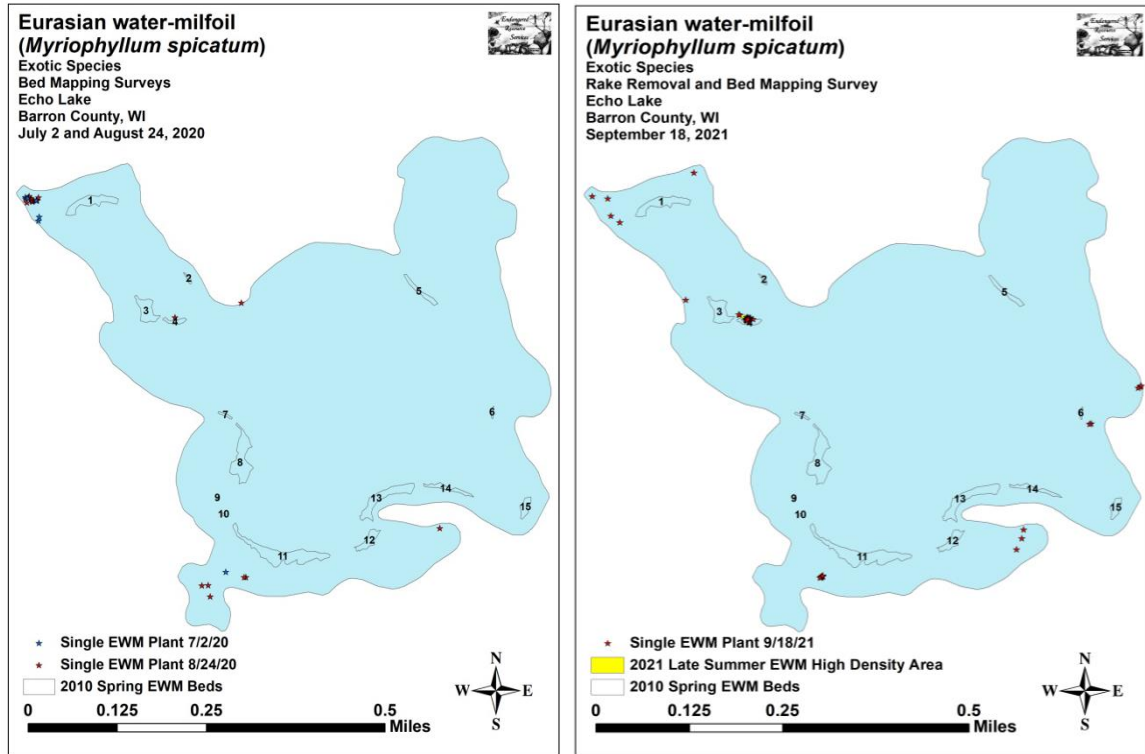 Eurasian water-milfoil
(Myriophyllum spicatum)
Exotic Species
Bed Mapping Surveys
Echo Lake
Barron County, WI
July 2 and August 24, 2020
Endangered
Resource
Services
1
2
3
4
5
6
7
8
9
10
11
12
13
14
15
Single EWM Plant 7/2/20
Single EWM Plant 8/24/20
2010 Spring EWM Beds
N
W E
S
0 0.125 0.25 0.5
Miles
Eurasian water-milfoil
(Myriophyllum spicatum)
Exotic Species
Rake Removal and Bed Mapping Survey
Echo Lake
Barron County, WI
September 18, 2021
Endangered
Resource
Services
1
2
3
5
6
7
8
9
10
11
12
13
14
15
Single EWM Plant 9/18/21
2021 Late Summer EWM High Density Area
2010 Spring EWM Beds
N
W E
S
0 0.125 0.25 0.5
Miles